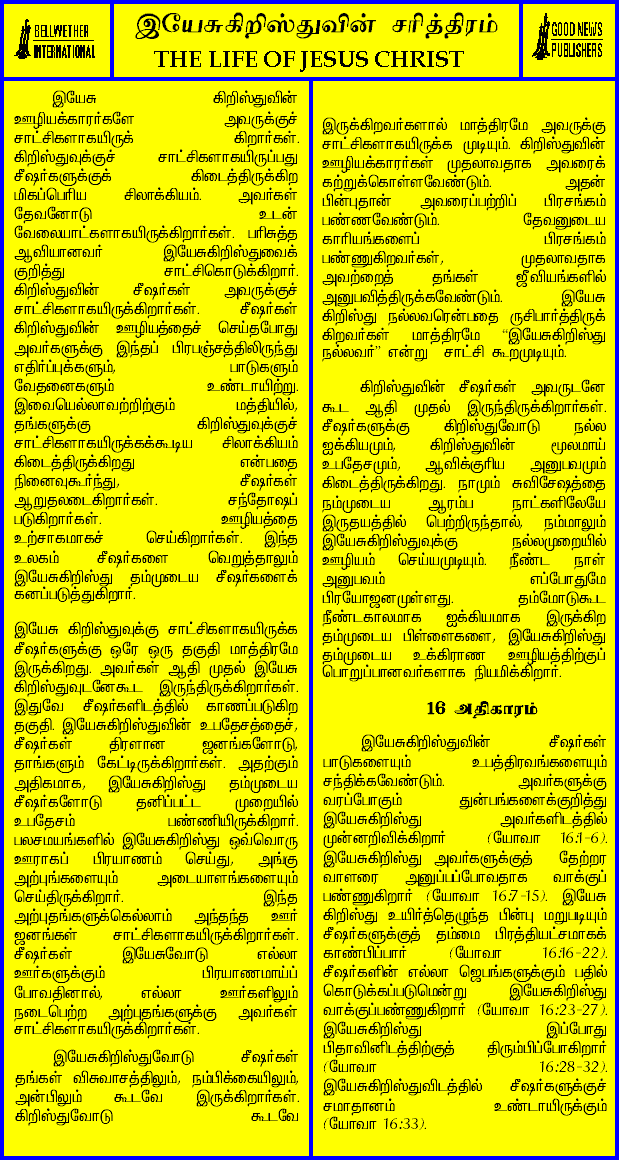 BELLWETHER
INTERNATIONAL
இயேசுகிறிஸ்துவின் சரித்திரம்
THE LIFE OF JESUS CHRIST
GOOD NEWS
PUBLISHERS
இயேசு கிறிஸ்துவின்
ஊழியக்காரர்களே அவருக்குச்
சாட்சிகளாகயிருக் கிறார்கள்.
கிறிஸ்துவுக்குச் சாட்சிகளாகயிருப்பது
சீஷர்களுக்குக் கிடைத்திருக்கிற
மிகப்பெரிய சிலாக்கியம். அவர்கள்
தேவனோடு உடன்
வேலையாட்களாகயிருக்கிறார்கள். பரிசுத்த
ஆவியானவர் இயேசுகிறிஸ்துவைக்
குறித்து சாட்சிகொடுக்கிறார்.
கிறிஸ்துவின் சீஷர்கள் அவருக்குச்
சாட்சிகளாகயிருக்கிறார்கள். சீஷர்கள்
கிறிஸ்துவின் ஊழியத்தைச் செய்தபோது
அவர்களுக்கு இந்தப் பிரபஞ்சத்திலிருந்து
எதிர்ப்புக்களும், பாடுகளும்
வேதனைகளும் உண்டாயிற்று.
இவையெல்லாவற்றிற்கும் மத்தியில்,
தங்களுக்கு கிறிஸ்துவுக்குச்
சாட்சிகளாகயிருக்கக்கூடிய சிலாக்கியம்
கிடைத்திருக்கிறது என்பதை
நினைவுகூர்ந்து, சீஷர்கள்
ஆறுதலடைகிறார்கள். சந்தோஷப்
படுகிறார்கள். ஊழியத்தை
உற்சாகமாகச் செய்கிறார்கள். இந்த
உலகம் சீஷர்களை வெறுத்தாலும்
இயேசுகிறிஸ்து தம்முடைய சீஷர்களைக்
கனப்படுத்துகிறார்.
இயேசு கிறிஸ்துவுக்கு சாட்சிகளாகயிருக்க
சீஷர்களுக்கு ஒரே ஒரு தகுதி மாத்திரமே
இருக்கிறது. அவர்கள் ஆதி முதல் இயேசு
கிறிஸ்துவுடனேகூட இருந்திருக்கிறார்கள்.
இதுவே சீஷர்களிடத்தில் காணப்படுகிற
தகுதி. இயேசுகிறிஸ்துவின் உபதேசத்தைச்,
சீஷர்கள் திரளான ஜனங்களோடு,
தாங்களும் கேட்டிருக்கிறார்கள். அதற்கும்
அதிகமாக, இயேசுகிறிஸ்து தம்முடைய
சீஷர்களோடு தனிப்பட்ட முறையில்
உபதேசம் பண்ணியிருக்கிறார்.
பலசமயங்களில் இயேசுகிறிஸ்து ஒவ்வொரு
ஊராகப் பிரயாணம் செய்து, அங்கு
அற்புங்களையும் அடையாளங்களையும்
செய்திருக்கிறார். இந்த
அற்புதங்களுக்கெல்லாம் அந்தந்த ஊர்
ஜனங்கள் சாட்சிகளாகயிருக்கிறார்கள்.
சீஷர்கள் இயேசுவோடு எல்லா
ஊர்களுக்கும் பிரயாணமாய்ப்
போவதினால், எல்லா ஊர்களிலும்
நடைபெற்ற அற்புதங்களுக்கு அவர்கள்
சாட்சிகளாகயிருக்கிறார்கள்.
இயேசுகிறிஸ்துவோடு சீஷர்கள்
தங்கள் விசுவாசத்திலும், நம்பிக்கையிலும்,
அன்பிலும் கூடவே இருக்கிறார்கள்.
கிறிஸ்துவோடு கூடவே
இருக்கிறவர்களால் மாத்திரமே அவருக்கு
சாட்சிகளாகயிருக்க முடியும். கிறிஸ்துவின்
ஊழியக்காரர்கள் முதலாவதாக அவரைக்
கற்றுக்கொள்ளவேண்டும். அதன்
பின்புதான் அவரைப்பற்றிப் பிரசங்கம்
பண்ணவேண்டும். தேவனுடைய
காரியங்களைப் பிரசங்கம்
பண்ணுகிறவர்கள், முதலாவதாக
அவற்றைத் தங்கள் ஜீவியங்களில்
அனுபவித்திருக்கவேண்டும். இயேசு
கிறிஸ்து நல்லவரென்பதை ருசிபார்த்திருக்
கிறவர்கள் மாத்திரமே “இயேசுகிறிஸ்து
நல்லவர்” என்று சாட்சி கூறமுடியும்.
கிறிஸ்துவின் சீஷர்கள் அவருடனே
கூட ஆதி முதல் இருந்திருக்கிறார்கள்.
சீஷர்களுக்கு கிறிஸ்துவோடு நல்ல
ஐக்கியமும், கிறிஸ்துவின் மூலமாய்
உபதேசமும், ஆவிக்குரிய அனுபவமும்
கிடைத்திருக்கிறது. நாமும் சுவிசேஷத்தை
நம்முடைய ஆரம்ப நாட்களிலேயே
இருதயத்தில் பெற்றிருந்தால், நம்மாலும்
இயேசுகிறிஸ்துவுக்கு நல்லமுறையில்
ஊழியம் செய்யமுடியும். நீண்ட நாள்
அனுபவம் எப்போதுமே
பிரயோஜனமுள்ளது. தம்மோடுகூட
நீண்டகாலமாக ஐக்கியமாக இருக்கிற
தம்முடைய பிள்ளைகளை, இயேசுகிறிஸ்து
தம்முடைய உக்கிராண ஊழியத்திற்குப்
பொறுப்பானவர்களாக நியமிக்கிறார்.
16 அதிகாரம்
இயேசுகிறிஸ்துவின் சீஷர்கள்
பாடுகளையும் உபத்திரவங்களையும்
சந்திக்கவேண்டும். அவர்களுக்கு
வரப்போகும் துன்பங்களைக்குறித்து
இயேசுகிறிஸ்து அவர்களிடத்தில்
முன்னறிவிக்கிறார் (யோவா 16:1-6).
இயேசுகிறிஸ்து அவர்களுக்குத் தேற்றர
வாளரை அனுப்பப்போவதாக வாக்குப்
பண்ணுகிறார் (யோவா 16:7-15). இயேசு
கிறிஸ்து உயிர்த்தெழுந்த பின்பு மறுபடியும்
சீஷர்களுக்குத் தம்மை பிரத்தியட்சமாகக்
காண்பிப்பார் (யோவா 16:16-22).
சீஷர்களின் எல்லா ஜெபங்களுக்கும் பதில்
கொடுக்கப்படுமென்று இயேசுகிறிஸ்து
வாக்குப்பண்ணுகிறார் (யோவா 16:23-27).
இயேசுகிறிஸ்து இப்போது
பிதாவினிடத்திற்குத் திரும்பிப்போகிறார்
(யோவா 16:28-32).
இயேசுகிறிஸ்துவிடத்தில் சீஷர்களுக்குச்
சமாதானம் உண்டாயிருக்கும்
(யோவா 16:33).